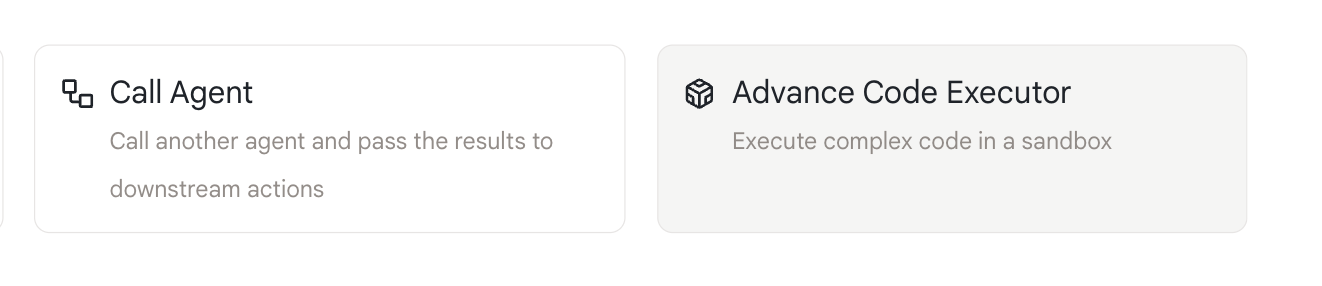 Call Agent
Call another agent and pass the results to
downstream actions
Advance Code Executor
Execute complex code in a sandbox